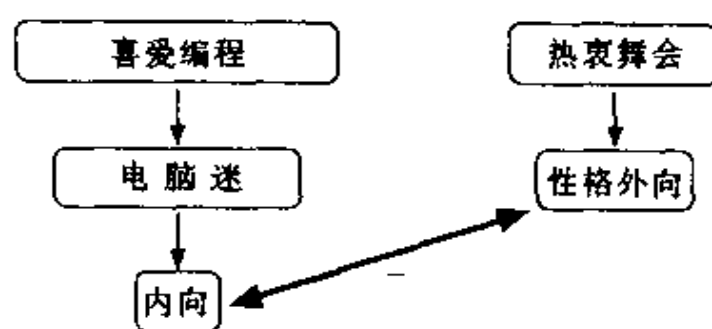 喜爱编程
热衷舞会
电脑迷
性格外向
内向